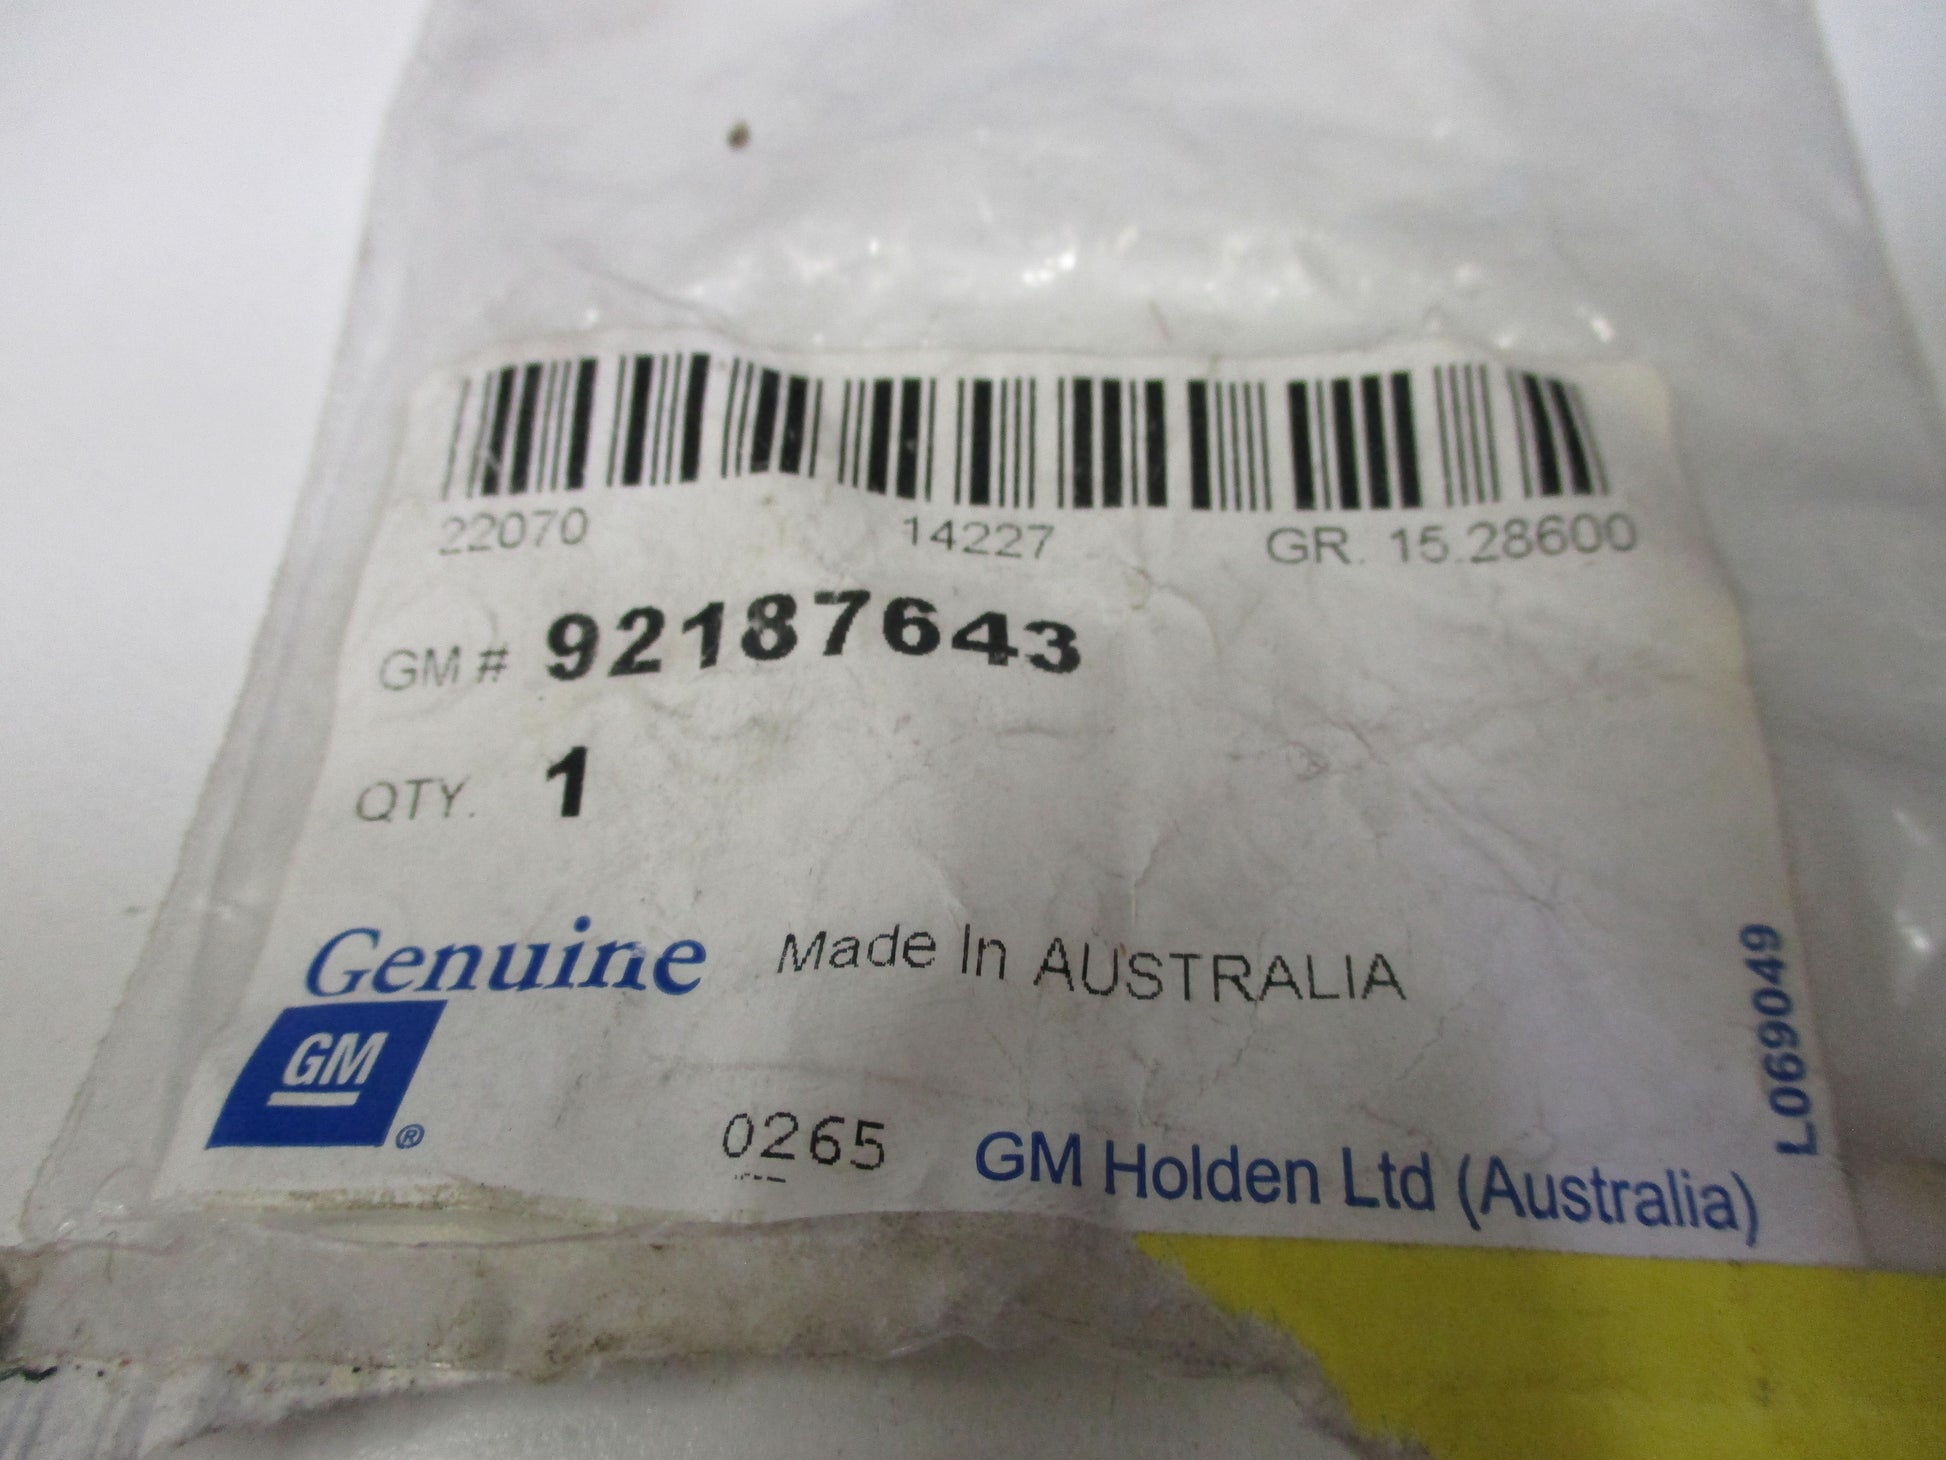 22070 14227 GR. 15.28600
GM # 92187643
QTY. 1
Genuine Made In AUSTRALIA
GM ®
0265 GM Holden Ltd (Australia)
L069049